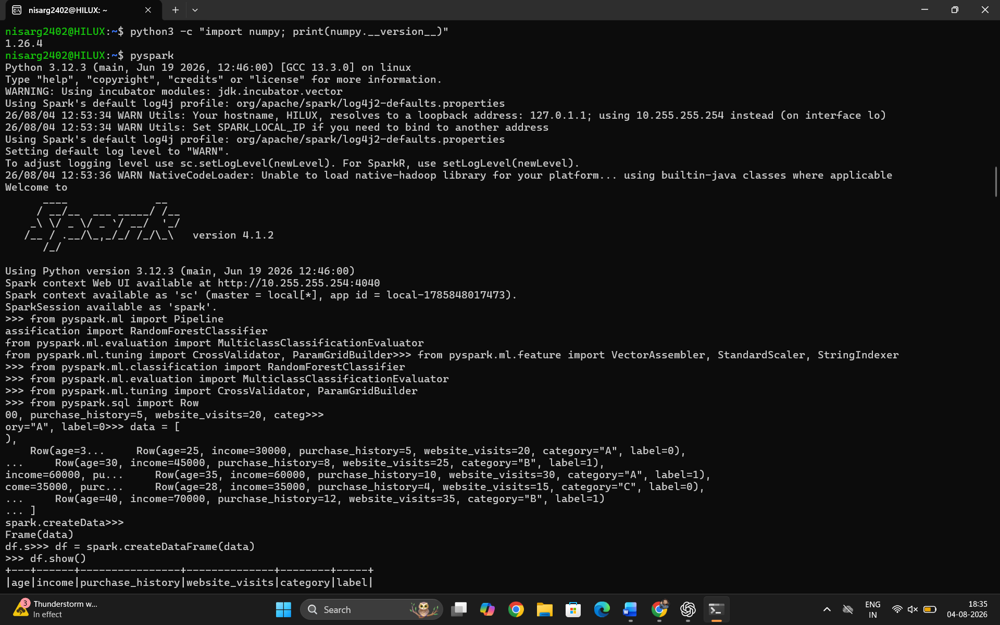 nisarg2402@HILUX: ~
nisarg2402@HILUX:~$ python3 -c "import numpy; print(numpy.__version__)"
1.26.4
nisarg2402@HILUX:~$ pyspark
Python 3.12.3 (main, Jun 19 2026, 12:46:00) [GCC 13.3.0] on linux
Type "help", "copyright", "credits" or "license" for more information.
WARNING: Using incubator modules: jdk.incubator.vector
Using Spark's default log4j profile: org/apache/spark/log4j2-defaults.properties
26/08/04 12:53:34 WARN Utils: Your hostname, HILUX, resolves to a loopback address: 127.0.1.1; using 10.255.255.254 instead (on interface lo)
26/08/04 12:53:34 WARN Utils: Set SPARK_LOCAL_IP if you need to bind to another address
Using Spark's default log4j profile: org/apache/spark/log4j2-defaults.properties
Setting default log level to "WARN".
To adjust logging level use sc.setLogLevel(newLevel). For SparkR, use setLogLevel(newLevel).
26/08/04 12:53:36 WARN NativeCodeLoader: Unable to load native-hadoop library for your platform... using builtin-java classes where applicable
Welcome to
      ____              __
     / __/__  ___ _____/ /__
    _\ \/ _ \/ _ `/ __/  '_/
   /__ / .__/\_,_/_/ /_/\_\   version 4.1.2
      /_/
Using Python version 3.12.3 (main, Jun 19 2026 12:46:00)
Spark context Web UI available at http://10.255.255.254:4040
Spark context available as 'sc' (master = local[*], app id = local-1785848017473).
SparkSession available as 'spark'.
>>> from pyspark.ml import Pipeline
assification import RandomForestClassifier
from pyspark.ml.evaluation import MulticlassClassificationEvaluator
from pyspark.ml.tuning import CrossValidator, ParamGridBuilder>>> from pyspark.ml.feature import VectorAssembler, StandardScaler, StringIndexer
>>> from pyspark.ml.classification import RandomForestClassifier
>>> from pyspark.ml.evaluation import MulticlassClassificationEvaluator
>>> from pyspark.ml.tuning import CrossValidator, ParamGridBuilder
>>> from pyspark.sql import Row
00, purchase_history=5, website_visits=20, categ>>>
ory="A", label=0>>> data = [
),
    Row(age=3...     Row(age=25, income=30000, purchase_history=5, website_visits=20, category="A", label=0),
...     Row(age=30, income=45000, purchase_history=8, website_visits=25, category="B", label=1),
income=60000, pu...     Row(age=35, income=60000, purchase_history=10, website_visits=30, category="A", label=1),
come=35000, purc...     Row(age=28, income=35000, purchase_history=4, website_visits=15, category="C", label=0),
...     Row(age=40, income=70000, purchase_history=12, website_visits=35, category="B", label=1)
... ]
spark.createData>>>
Frame(data)
df.s>>> df = spark.createDataFrame(data)
>>> df.show()
+---+------+----------------+--------------+--------+-----+
|age|income|purchase_history|website_visits|category|label|
3
Thunderstorm w...
In effect
Search
ENG
IN
18:35
04-08-2026